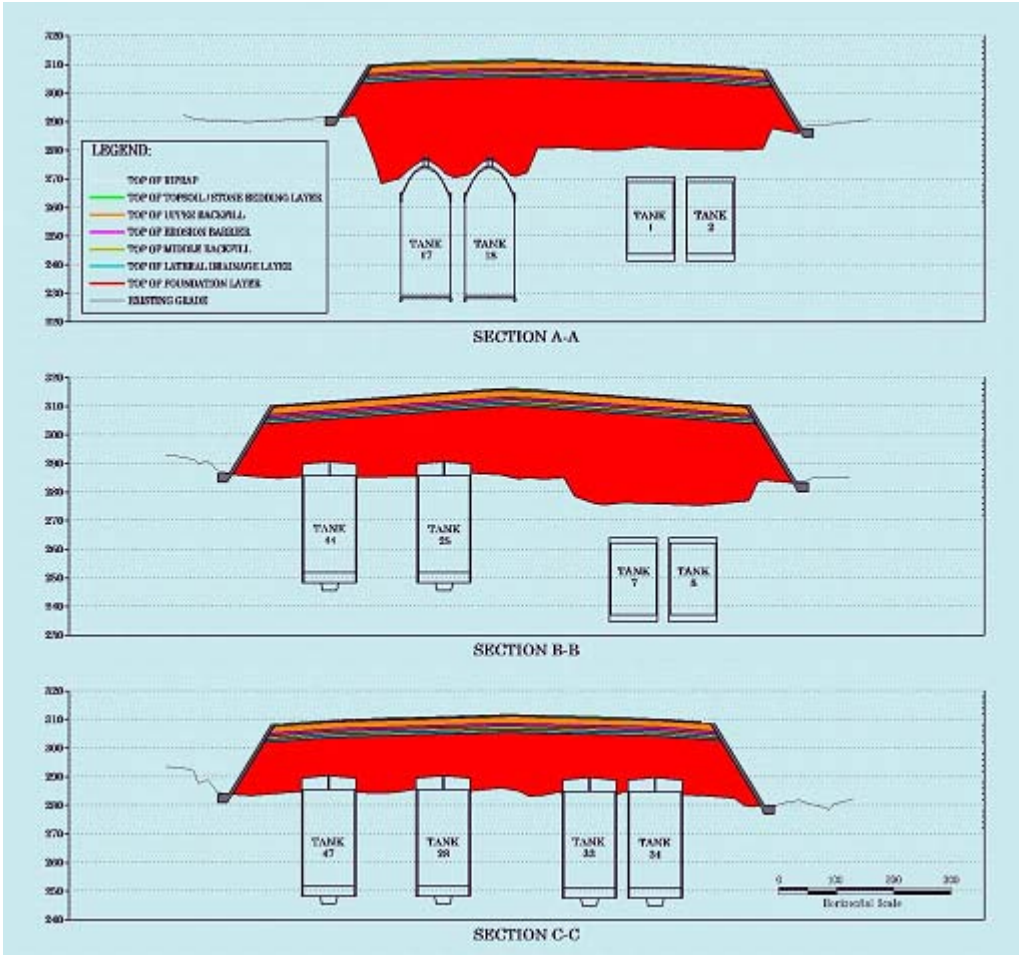 320
310
300
290
280
270
260
250
240
230
220
LEGEND:
TOP OF RIPRAP
TOP OF TOPSOIL/STONE BEDDING LAYER
TOP OF UPPER BACKFILL
TOP OF EROSION BARRIER
TOP OF MIDDLE BACKFILL
TOP OF LATERAL DRAINAGE LAYER
TOP OF FOUNDATION LAYER
EXISTING GRADE
TANK
17
TANK
18
TANK
1
TANK
2
SECTION A-A
320
310
300
290
280
270
260
250
240
230
TANK
44
TANK
25
TANK
7
TANK
SECTION B-B
320
310
300
290
280
270
260
250
240
TANK
47
TANK
28
TANK
33
TANK
34
0 100 200 300
Horizontal Scale
SECTION C-C